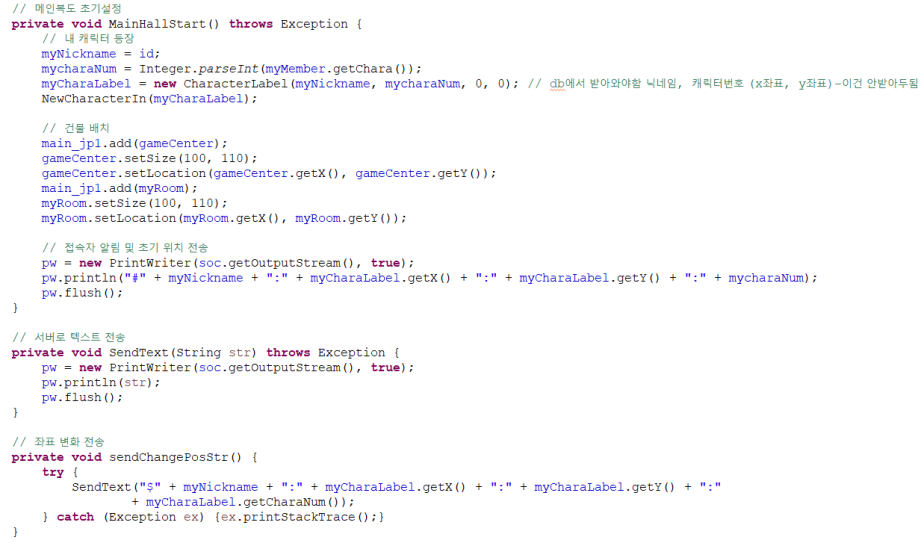 // 메인복도 초기설정
private void MainHallStart() throws Exception {
// 내 캐릭터 등장
myNickname = id;
mycharaNum = Integer.parseInt(myMember.getChara());
myCharaLabel = new CharacterLabel(myNickname, mycharaNum, 0, 0); // db에서 받아와야함 닉네임, 캐릭터번호 (x좌표, y좌표)-이건 안받아두됨
NewCharacterIn(myCharaLabel);
// 건물 배치
main_jp1.add(gameCenter);
gameCenter.setSize(100, 110);
gameCenter.setLocation(gameCenter.getX(), gameCenter.getY());
main_jp1.add(myRoom);
myRoom.setSize(100, 110);
myRoom.setLocation(myRoom.getX(), myRoom.getY());
// 접속자 알림 및 초기 위치 전송
pw = new PrintWriter(soc.getOutputStream(), true);
pw.println("#" + myNickname + ":" + myCharaLabel.getX() + ":" + myCharaLabel.getY() + ":" + mycharaNum);
pw.flush();
}
// 서버로 텍스트 전송
private void SendText(String str) throws Exception {
pw = new PrintWriter(soc.getOutputStream(), true);
pw.println(str);
pw.flush();
}
// 좌표 변화 전송
private void sendChangePosStr() {
try {
SendText("$" + myNickname + ":" + myCharaLabel.getX() + ":" + myCharaLabel.getY() + ":"
+ myCharaLabel.getCharaNum());
} catch (Exception ex) {ex.printStackTrace();}
}